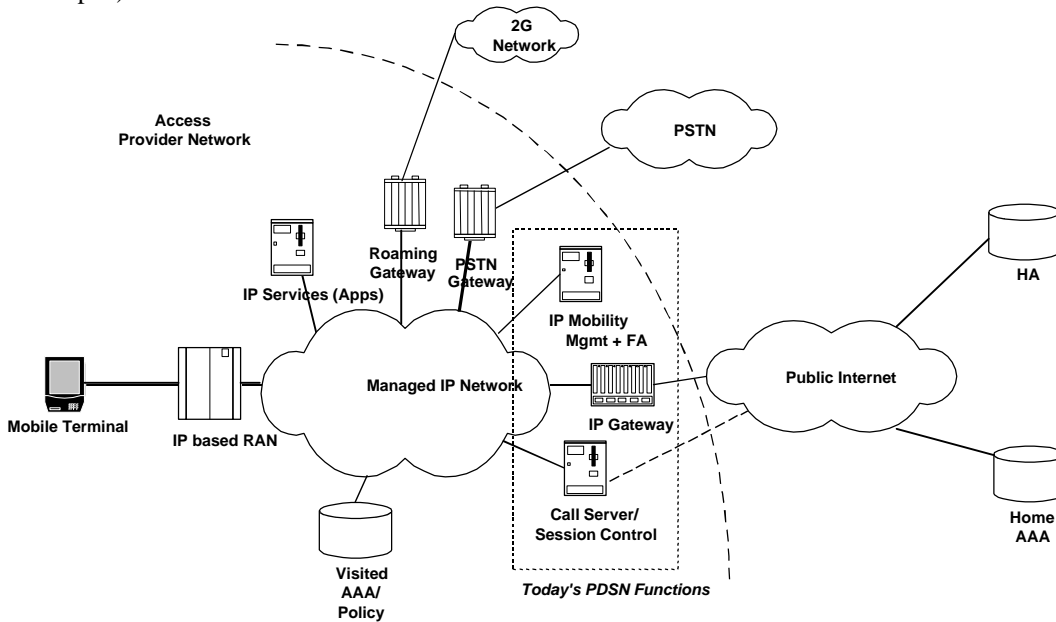 2G
Network
PSTN
Access
Provider Network
Roaming
Gateway
PSTN
Gateway
IP Services (Apps)
HA
IP Mobility
Mgmt + FA
Managed IP Network
Public Internet
Mobile Terminal
IP based RAN
IP Gateway
Call Server/
Session Control
Home
AAA
Visited
AAA/
Policy
Today's PDSN Functions